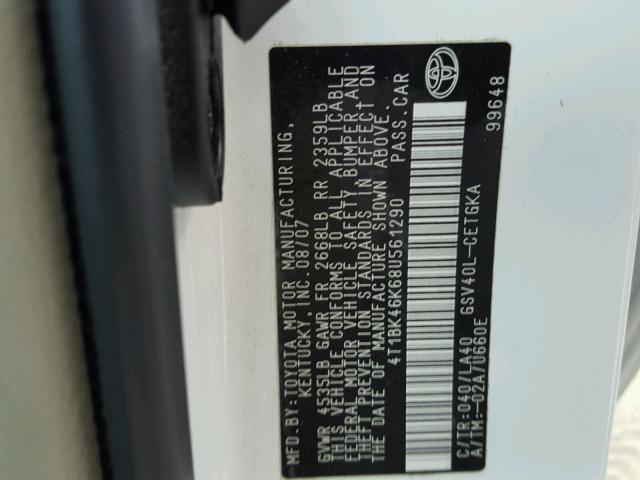 MFD.BY:TOYOTA MOTOR MANUFACTURING,
KENTUCKY, INC. 08/07
GVWR 4535LB GAWR FR 2668LB RR 2359LB
THIS VEHICLE CONFORMS TO ALL APPLICABLE
FEDERAL MOTOR VEHICLE SAFETY BUMPER AND
THEFT PREVENTION STANDARDS IN EFFECT ON
THE DATE OF MANUFACTURE SHOWN ABOVE.
4T1BK46K68U561290 PASS.CAR
C/TR:040/LA40 GSV40L-CETGKA
A/TM:-02A/U660E 99648